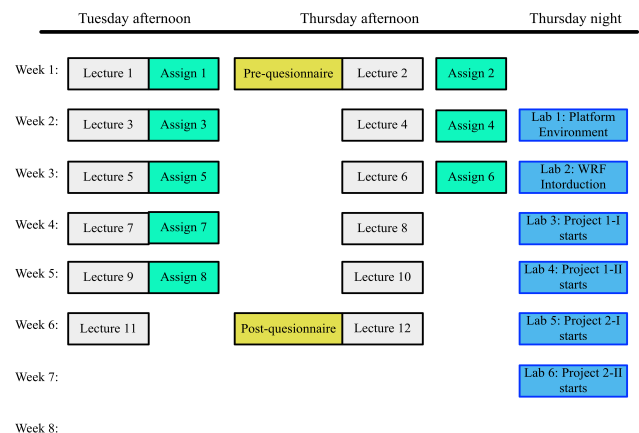 Tuesday afternoon Thursday afternoon Thursday night
Week 1: Lecture 1 Assign 1 Pre-quesionnaire Lecture 2 Assign 2
Week 2: Lecture 3 Assign 3 Lecture 4 Assign 4 Lab 1: Platform
Environment
Week 3: Lecture 5 Assign 5 Lecture 6 Assign 6 Lab 2: WRF
Intorduction
Week 4: Lecture 7 Assign 7 Lecture 8 Lab 3: Project 1-I
starts
Week 5: Lecture 9 Assign 8 Lecture 10 Lab 4: Project 1-II
starts
Week 6: Lecture 11 Post-quesionnaire Lecture 12 Lab 5: Project 2-I
starts
Week 7: Lab 6: Project 2-II
starts
Week 8: